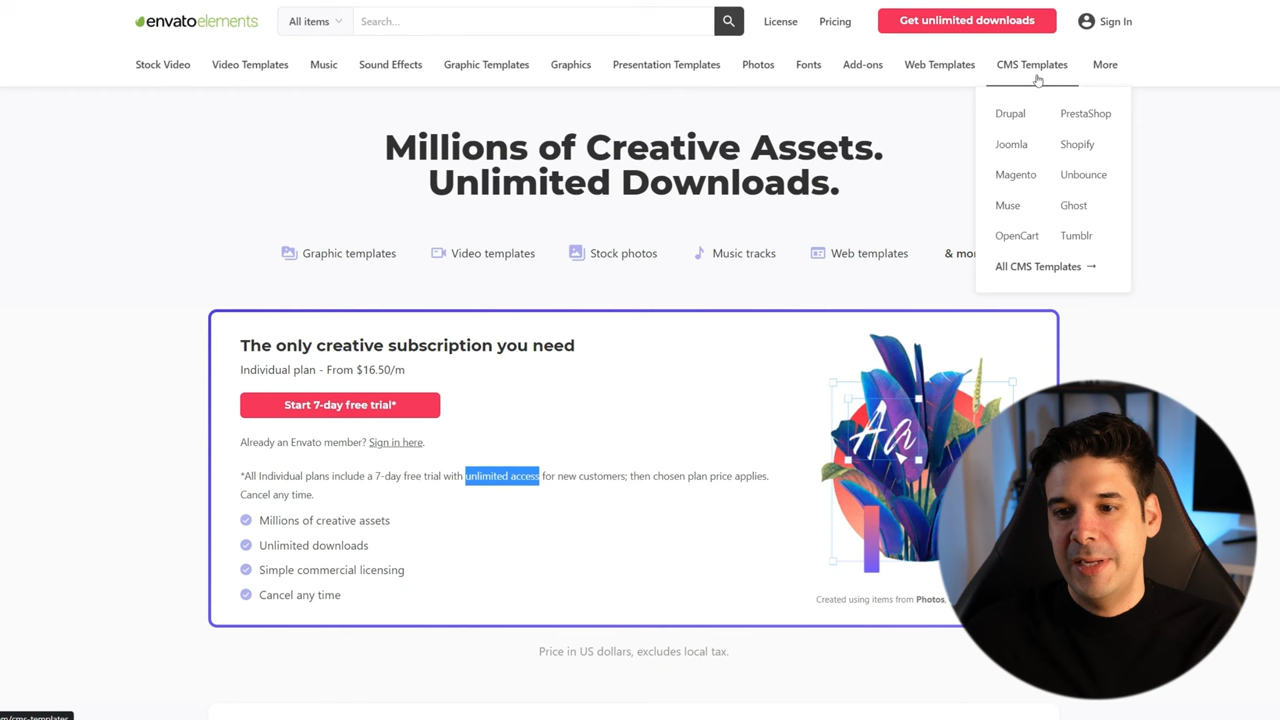 envatoelements
All items
Search...
License
Pricing
Get unlimited downloads
Sign In
Stock Video
Video Templates
Music
Sound Effects
Graphic Templates
Graphics
Presentation Templates
Photos
Fonts
Add-ons
Web Templates
CMS Templates
More
Drupal
PrestaShop
Joomla
Shopify
Magento
Unbounce
Muse
Ghost
OpenCart
Tumblr
All CMS Templates →
Millions of Creative Assets.
Unlimited Downloads.
Graphic templates
Video templates
Stock photos
Music tracks
Web templates
& mor
The only creative subscription you need
Individual plan - From $16.50/m
Start 7-day free trial*
Already an Envato member? Sign in here.
*All Individual plans include a 7-day free trial with unlimited access for new customers; then chosen plan price applies.
Cancel any time.
Millions of creative assets
Unlimited downloads
Simple commercial licensing
Cancel any time
Aa
Created using items from Photos,
Price in US dollars, excludes local tax.
m/cms-templates